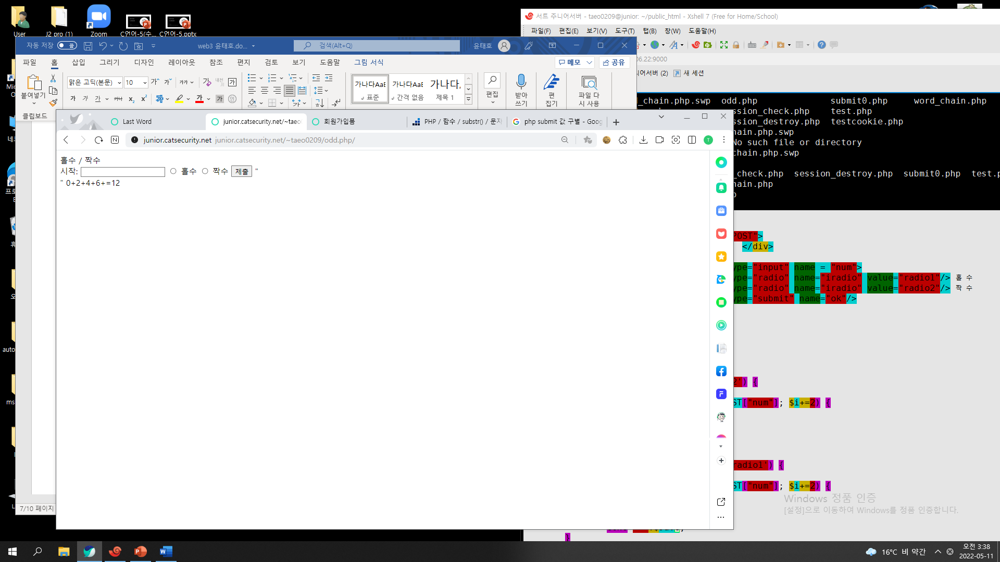 User
J2 pro (1)
Zoom
C언어-5(수...
C언어-5.pptx
서트 주니어서버 - taeo0209@junior: ~/public_html - Xshell 7 (Free for Home/School)
파일(F) 편집(E) 보기(V) 도구(T) 탭(B) 창(W) 도움말(H)
자동 저장
web3 윤태호.do...
검색(Alt+Q)
윤태호
06.22:9000
파일 홈 삽입 그리기 디자인 레이아웃 참조 편지 검토 보기 도움말 그림 서식
메모 공유
니어서버 (2) 새 세션
붙여넣기
클립보드
맑은 고딕(본문) 10
가나다AaE
표준
가나다AaE
간격 없음
가나다,
제목 1
편집
받아
쓰기
편
집기
파일 다
시 사용
_chain.php.swp odd.php submit0.php word_chain.php
ssion_check.php test.php
ssion_destroy.php testcookie.php
hain.php.swp
No such file or directory
chain.php.swp
_check.php session_destroy.php submit0.php test.p
hain.php
Last Word
junior.catsecurity.net/~taeo
회원가입폼
PHP / 함수 / substr() / 문자
php submit 값 구별 - Goog
junior.catsecurity.net junior.catsecurity.net/~taeo0209/odd.php/
홀수 / 짝수
시작: 홀수 짝수 제출 "
" 0+2+4+6+=12
POST">
</div>
ype="input" name = "num">
ype="radio" name="iradio" value="radio1"/> 홀 수
ype="radio" name="iradio" value="radio2"/> 짝 수
ype="submit" name="ok"/>
2') {
ST["num"]; $i+=2) {
radio1') {
ST["num"]; $i+=2) {
}
Windows 정품 인증
[설정]으로 이동하여 Windows를 정품 인증합니다.
7/10 페이지
16°C 비 약간
오전 3:38
2022-05-11